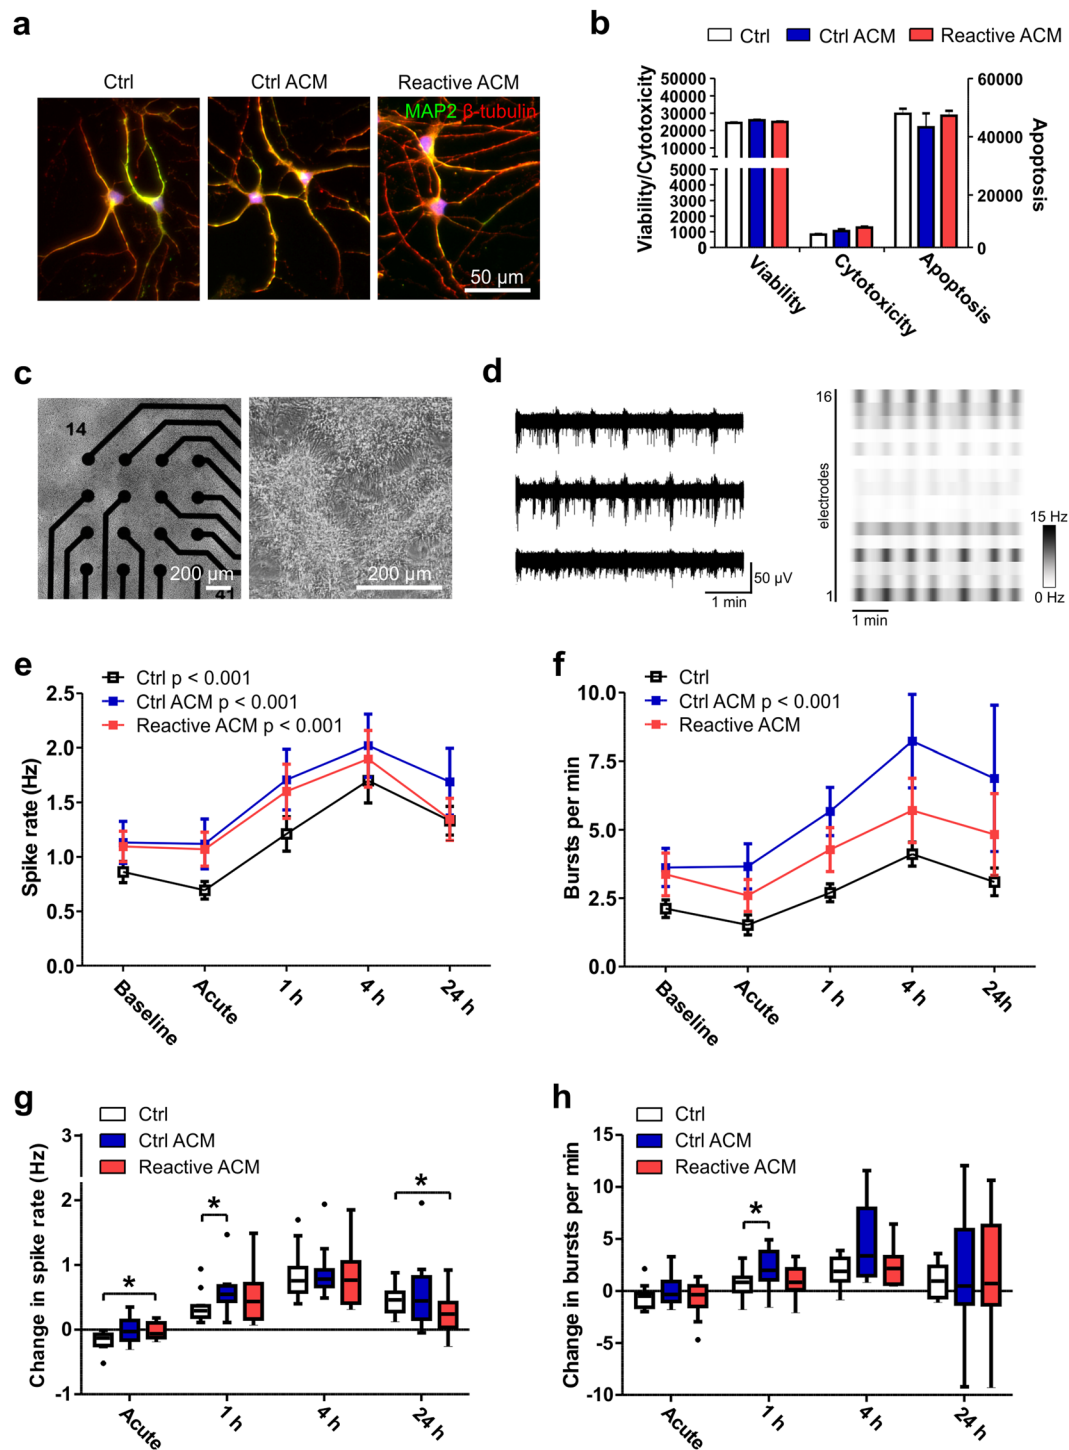 a
Ctrl
Ctrl ACM
Reactive ACM
MAP2 β-tubulin
50 µm
b
Ctrl
Ctrl ACM
Reactive ACM
Viability/Cytotoxicity
50000
40000
30000
20000
10000
5000
4000
3000
2000
1000
0
60000
40000
20000
0
Apoptosis
Viability
Cytotoxicity
Apoptosis
c
14
200 µm
41
200 µm
d
50 µV
1 min
16
electrodes
1
1 min
15 Hz
0 Hz
e
Ctrl p < 0.001
Ctrl ACM p < 0.001
Reactive ACM p < 0.001
Spike rate (Hz)
2.5
2.0
1.5
1.0
0.5
0.0
Baseline
Acute
1 h
4 h
24 h
f
Ctrl
Ctrl ACM p < 0.001
Reactive ACM
Bursts per min
10.0
7.5
5.0
2.5
0.0
Baseline
Acute
1 h
4 h
24h
g
Ctrl
Ctrl ACM
Reactive ACM
Change in spike rate (Hz)
3
2
1
0
-1
*
*
*
Acute
1 h
4 h
24 h
h
Ctrl
Ctrl ACM
Reactive ACM
Change in bursts per min
15
10
5
0
-5
-10
*
Acute
1 h
4 h
24 h